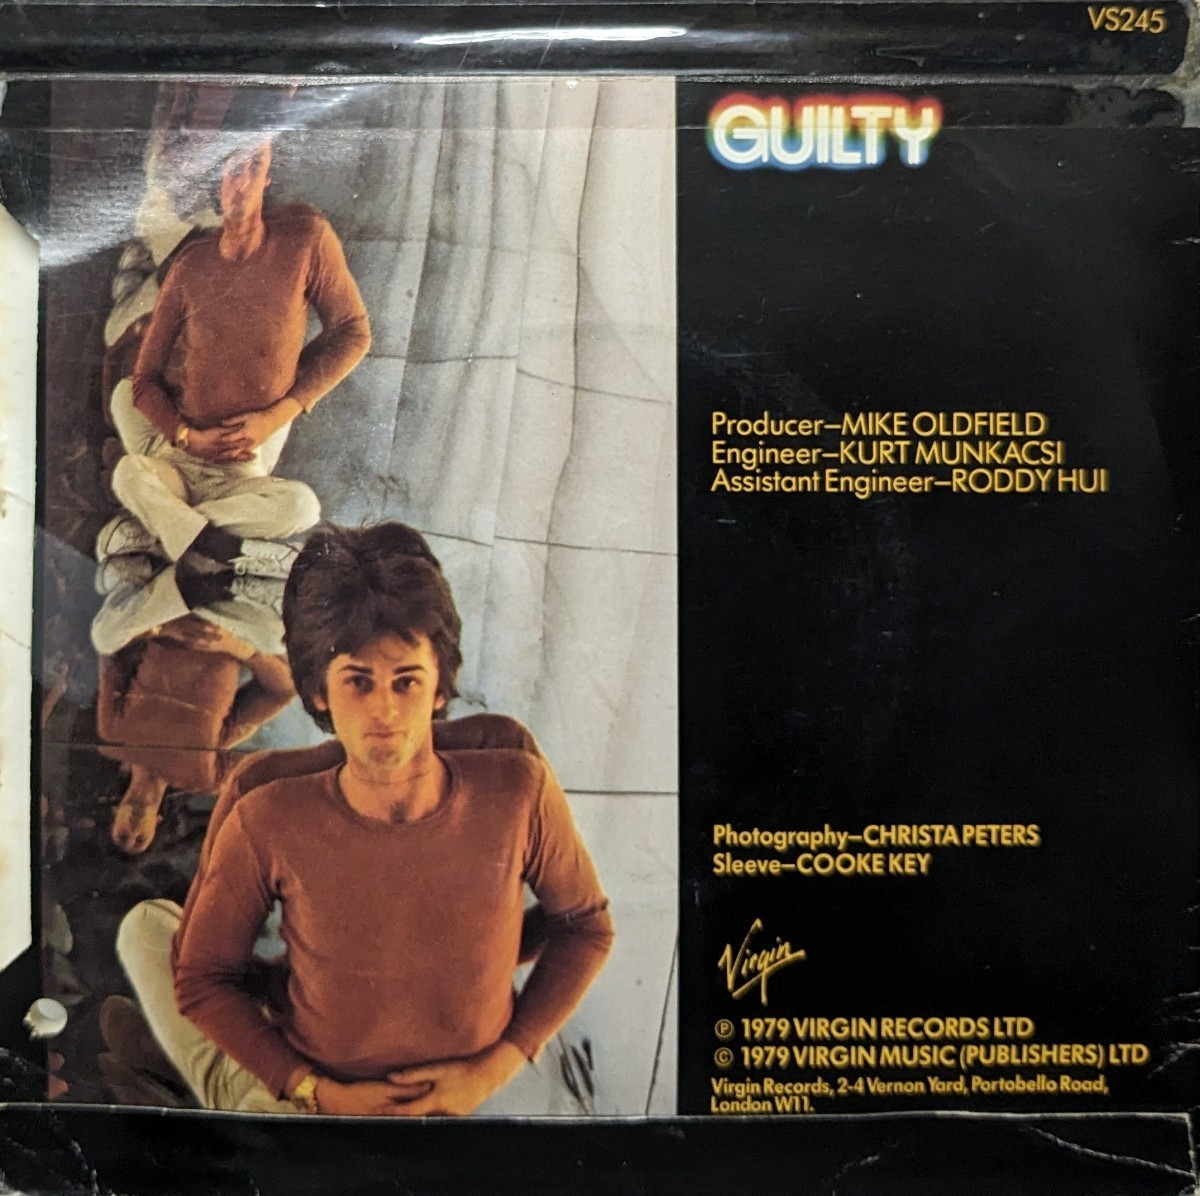 VS245
GUILTY
Producer–MIKE OLDFIELD
Engineer–KURT MUNKACSI
Assistant Engineer–RODDY HUI
Photography–CHRISTA PETERS
Sleeve–COOKE KEY
Virgin
℗ 1979 VIRGIN RECORDS LTD
© 1979 VIRGIN MUSIC (PUBLISHERS) LTD
Virgin Records, 2-4 Vernon Yard, Portobello Road,
London W11.